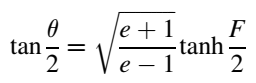 tan θ/2 = √((e + 1)/(e − 1)) tanh F/2